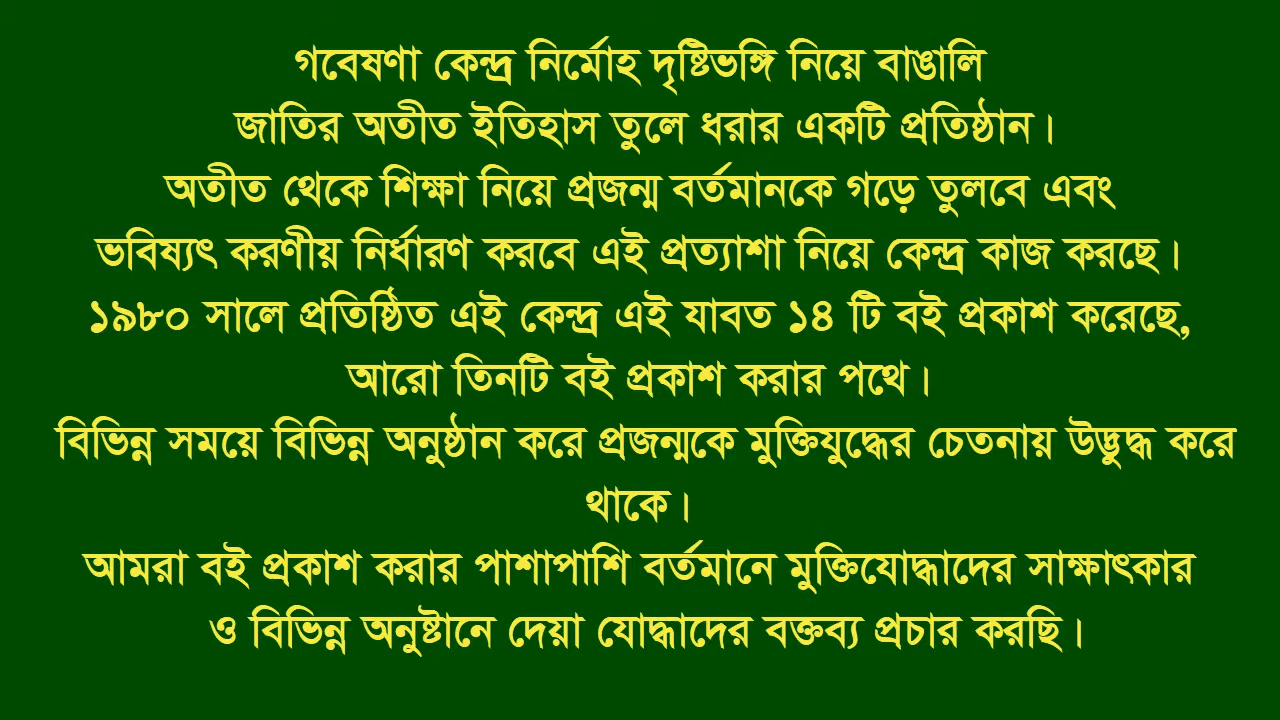 গবেষণা কেন্দ্র নির্মোহ দৃষ্টিভঙ্গি নিয়ে বাঙালি
জাতির অতীত ইতিহাস তুলে ধরার একটি প্রতিষ্ঠান।
অতীত থেকে শিক্ষা নিয়ে প্রজন্ম বর্তমানকে গড়ে তুলবে এবং
ভবিষ্যৎ করণীয় নির্ধারণ করবে এই প্রত্যাশা নিয়ে কেন্দ্র কাজ করছে।
১৯৮০ সালে প্রতিষ্ঠিত এই কেন্দ্র এই যাবত ১৪ টি বই প্রকাশ করেছে,
আরো তিনটি বই প্রকাশ করার পথে।
বিভিন্ন সময়ে বিভিন্ন অনুষ্ঠান করে প্রজন্মকে মুক্তিযুদ্ধের চেতনায় উদ্ভুদ্ধ করে
থাকে।
আমরা বই প্রকাশ করার পাশাপাশি বর্তমানে মুক্তিযোদ্ধাদের সাক্ষাৎকার
ও বিভিন্ন অনুষ্টানে দেয়া যোদ্ধাদের বক্তব্য প্রচার করছি।